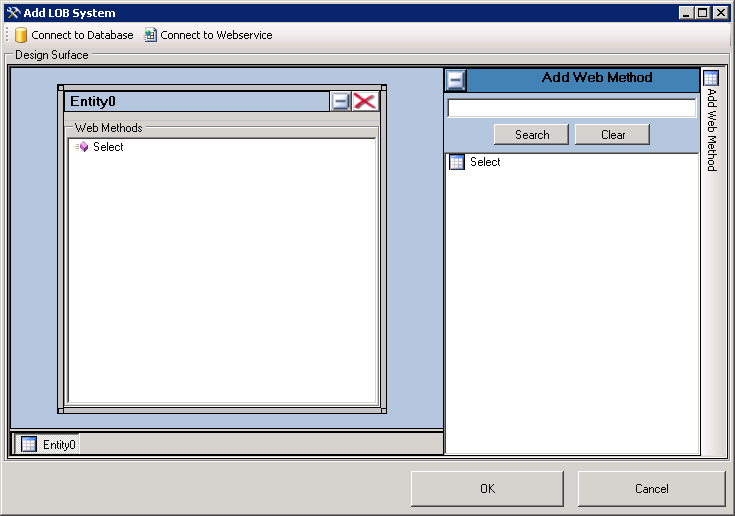 Add LOB System
Connect to Database Connect to Webservice
Design Surface
Entity0
Web Methods
Select
Add Web Method
Search Clear
Select
Add Web Method
Entity0
OK Cancel